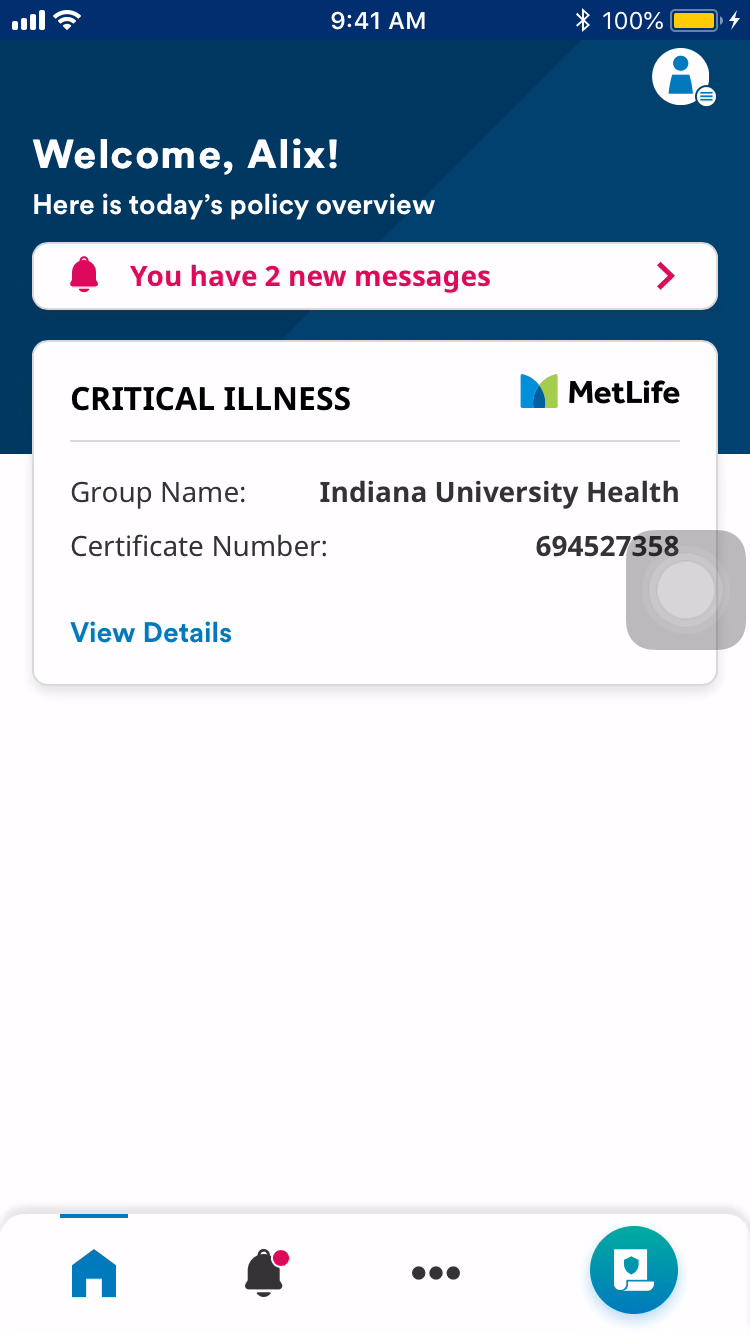 9:41 AM
100%
Welcome, Alix!
Here is today’s policy overview
You have 2 new messages
CRITICAL ILLNESS
MetLife
Group Name: Indiana University Health
Certificate Number: 694527358
View Details